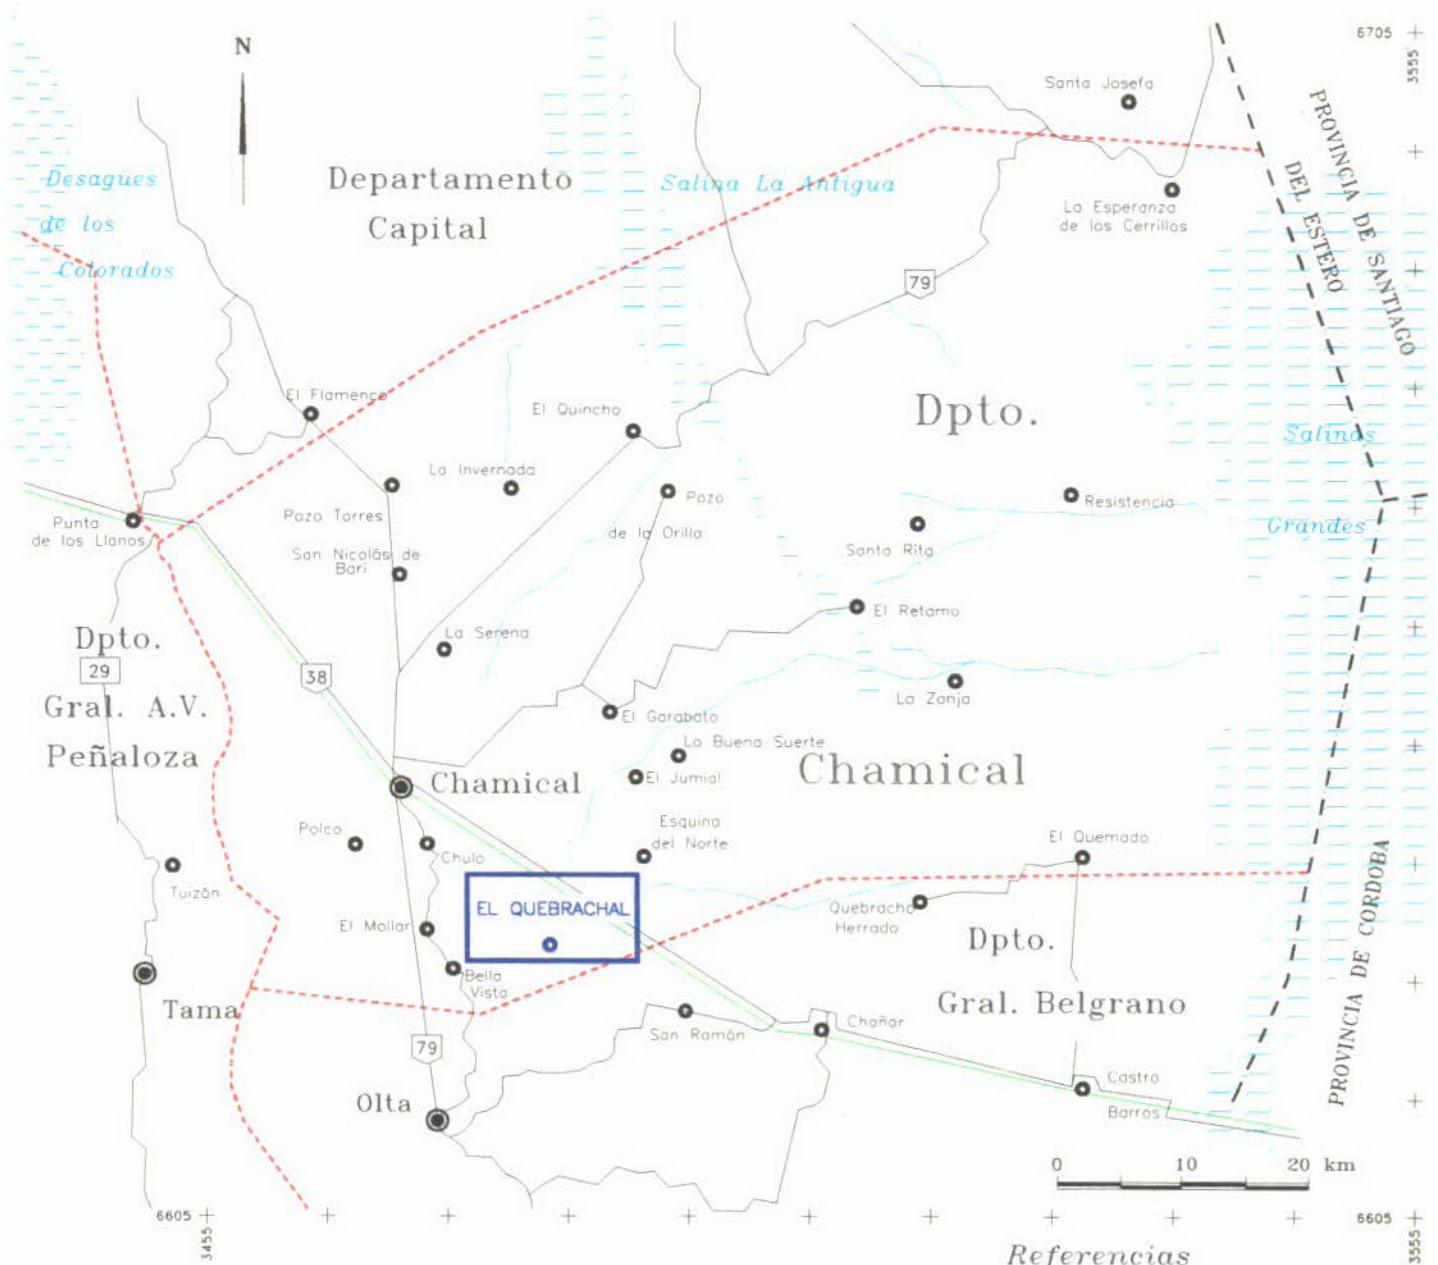 6705
3555
N
Santa Josefa
PROVINCIA DE SANTIAGO
DEL ESTERO
Desagues
de los
Colorados
Departamento
Capital
Salina La Antigua
La Esperanza
de los Cerrillos
79
El Flamenco
El Quincho
Dpto.
Salinas
Grandes
La Invernada
Pozo
de la Orilla
Resistencia
Pozo Torres
Punta
de los Llanos
San Nicolás de
Bari
Santa Rita
El Retamo
La Serena
Dpto.
29
Gral. A.V.
Peñaloza
38
La Zanja
El Garabato
La Buena Suerte
El Jumial
Chamical
Chamical
Polco
Chulo
Esquina
del Norte
El Quemado
Tuizón
EL QUEBRACHAL
Quebracho
Herrado
El Mollar
Dpto.
Gral. Belgrano
PROVINCIA DE CORDOBA
Bella
Vista
Tama
San Ramón
Chañar
79
Olta
Castro
Barros
0 10 20 km
6605
3455
6605
3555
Referencias